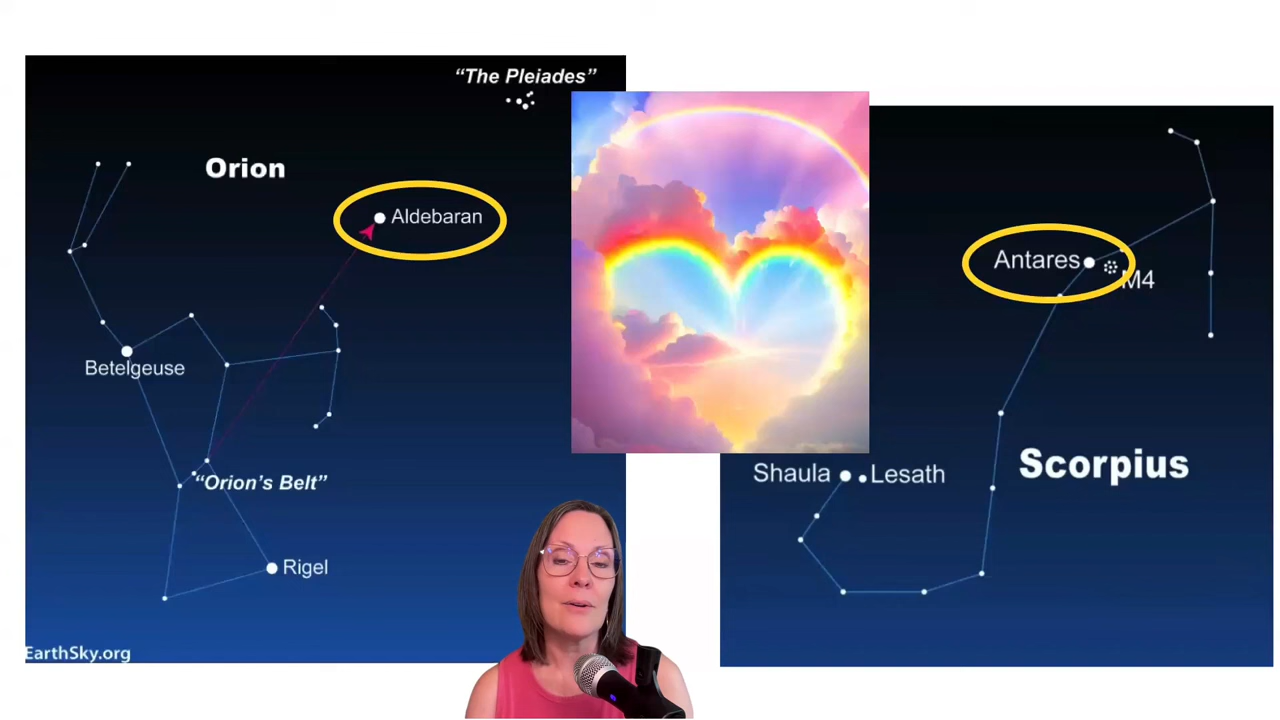 “The Pleiades”
Orion
Aldebaran
Betelgeuse
“Orion’s Belt”
Rigel
EarthSky.org
Antares
M4
Scorpius
Shaula
Lesath